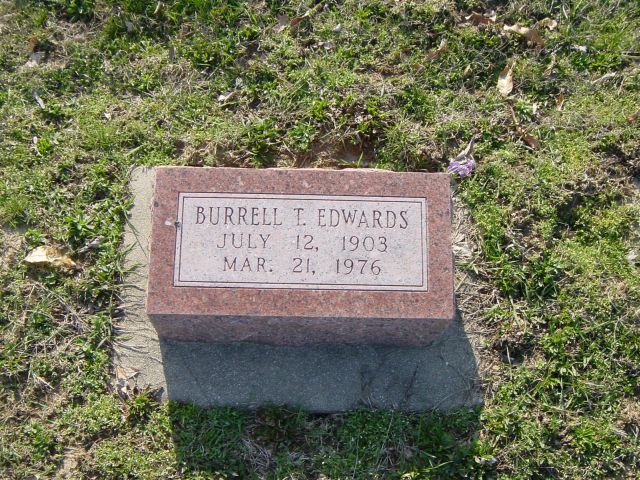 BURRELL T. EDWARDS
JULY 12, 1903
MAR. 21, 1976